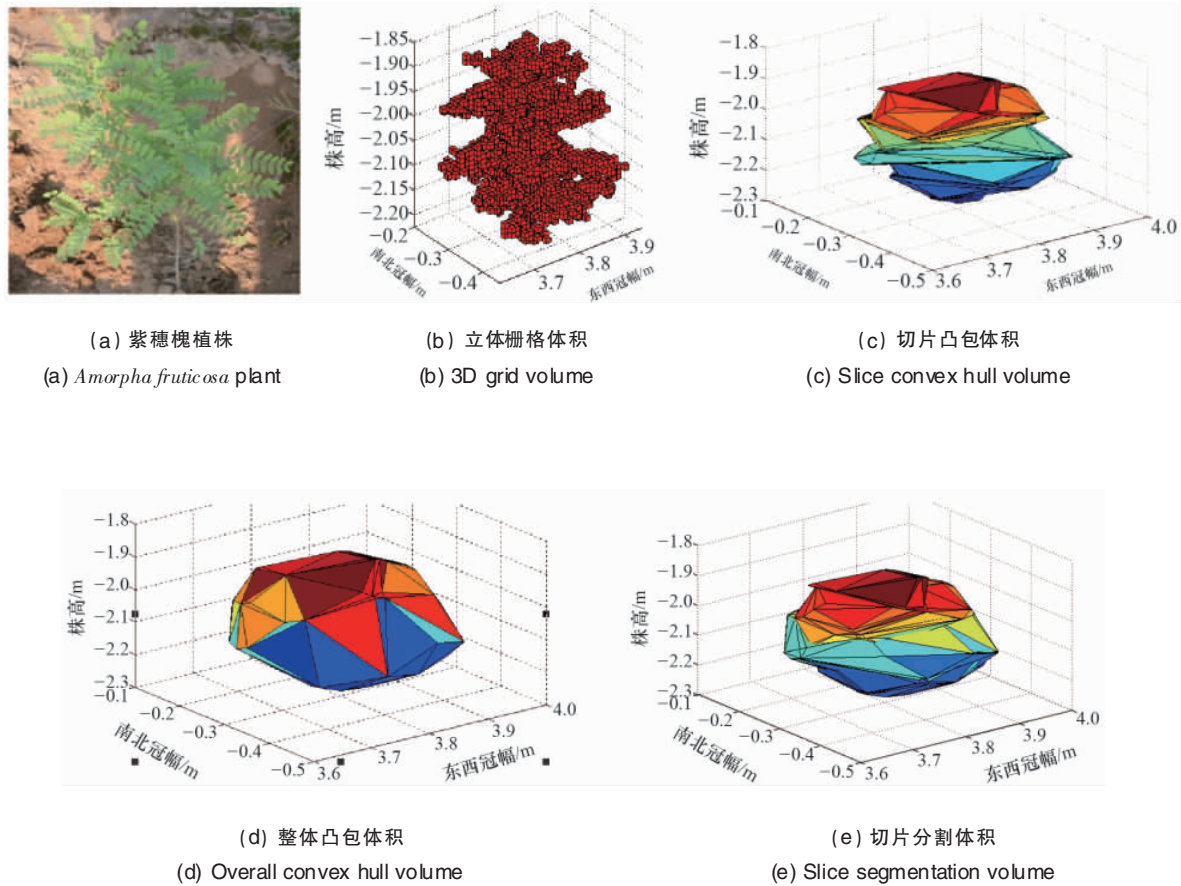 −1.85
−1.90
−1.95
−2.00
−2.05
−2.10
−2.15
−2.20
−0.2
−0.3
−0.4
3.7
3.8
3.9
株高/m
南北冠幅/m
东西冠幅/m
−1.8
−1.9
−2.0
−2.1
−2.2
−2.3
−0.1
−0.2
−0.3
−0.4
−0.5
3.6
3.7
3.8
3.9
4.0
株高/m
南北冠幅/m
东西冠幅/m
(a) 紫穗槐植株
(b) 立体栅格体积
(c) 切片凸包体积
(a) Amorpha fruticosa plant
(b) 3D grid volume
(c) Slice convex hull volume
−1.8
−1.9
−2.0
−2.1
−2.2
−2.3
−0.1
−0.2
−0.3
−0.4
−0.5
3.6
3.7
3.8
3.9
4.0
株高/m
南北冠幅/m
东西冠幅/m
−1.8
−1.9
−2.0
−2.1
−2.2
−2.3
−0.1
−0.2
−0.3
−0.4
−0.5
3.6
3.7
3.8
3.9
4.0
株高/m
南北冠幅/m
东西冠幅/m
(d) 整体凸包体积
(e) 切片分割体积
(d) Overall convex hull volume
(e) Slice segmentation volume